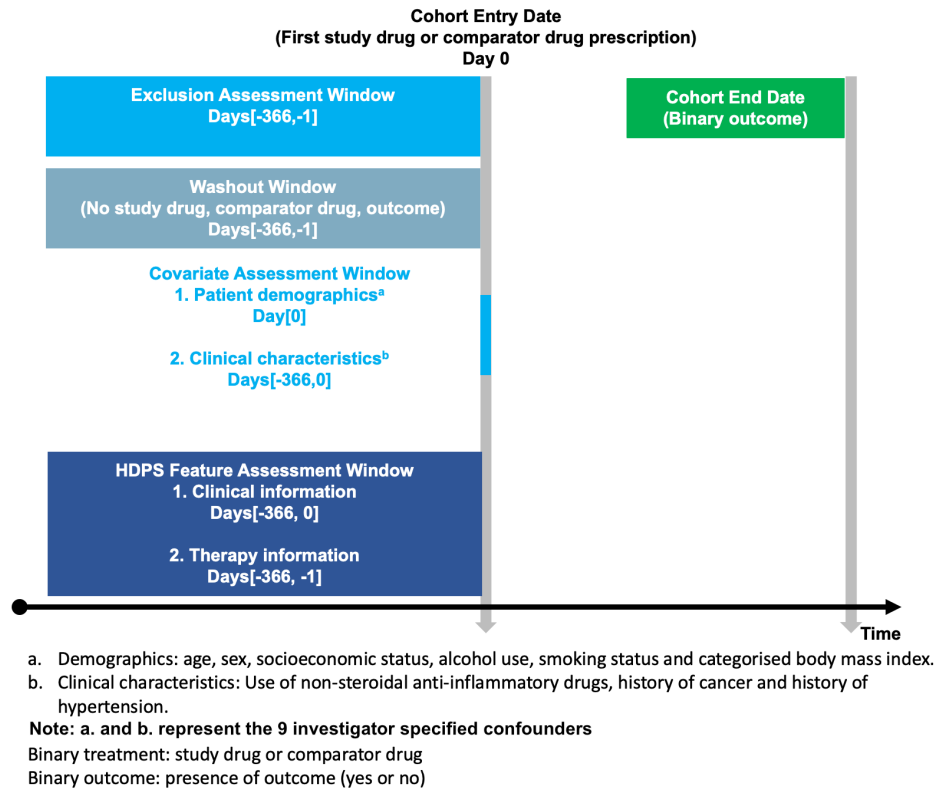 Cohort Entry Date
(First study drug or comparator drug prescription)
Day 0
Exclusion Assessment Window
Days[-366,-1]
Cohort End Date
(Binary outcome)
Washout Window
(No study drug, comparator drug, outcome)
Days[-366,-1]
Covariate Assessment Window
1. Patient demographicsᵃ
Day[0]
2. Clinical characteristicsᵇ
Days[-366,0]
HDPS Feature Assessment Window
1. Clinical information
Days[-366, 0]
2. Therapy information
Days[-366, -1]
Time
a. Demographics: age, sex, socioeconomic status, alcohol use, smoking status and categorised body mass index.
b. Clinical characteristics: Use of non-steroidal anti-inflammatory drugs, history of cancer and history of
hypertension.
Note: a. and b. represent the 9 investigator specified confounders
Binary treatment: study drug or comparator drug
Binary outcome: presence of outcome (yes or no)